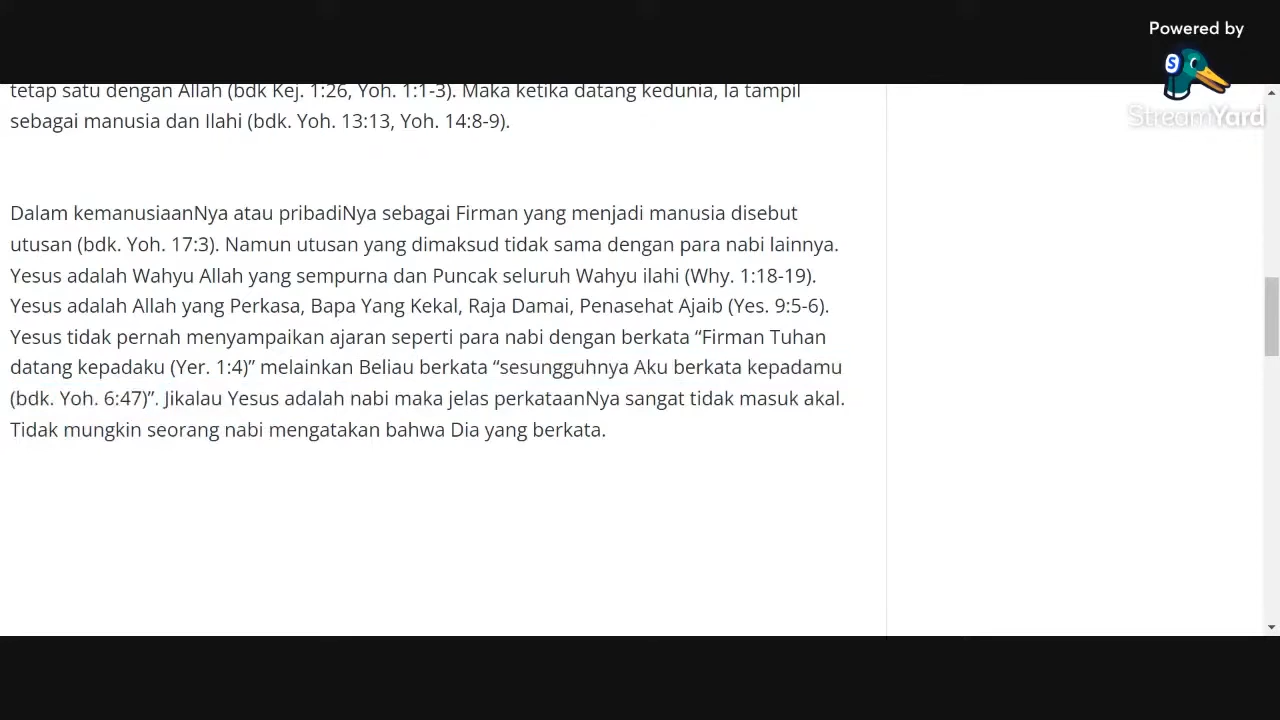 Powered by
S
StreamYard
tetap satu dengan Allah (bdk Kej. 1:26, Yoh. 1:1-3). Maka ketika datang kedunia, Ia tampil
sebagai manusia dan Ilahi (bdk. Yoh. 13:13, Yoh. 14:8-9).
Dalam kemanusiaanNya atau pribadiNya sebagai Firman yang menjadi manusia disebut
utusan (bdk. Yoh. 17:3). Namun utusan yang dimaksud tidak sama dengan para nabi lainnya.
Yesus adalah Wahyu Allah yang sempurna dan Puncak seluruh Wahyu ilahi (Why. 1:18-19).
Yesus adalah Allah yang Perkasa, Bapa Yang Kekal, Raja Damai, Penasehat Ajaib (Yes. 9:5-6).
Yesus tidak pernah menyampaikan ajaran seperti para nabi dengan berkata “Firman Tuhan
datang kepadaku (Yer. 1:4)” melainkan Beliau berkata “sesungguhnya Aku berkata kepadamu
(bdk. Yoh. 6:47)”. Jikalau Yesus adalah nabi maka jelas perkataanNya sangat tidak masuk akal.
Tidak mungkin seorang nabi mengatakan bahwa Dia yang berkata.